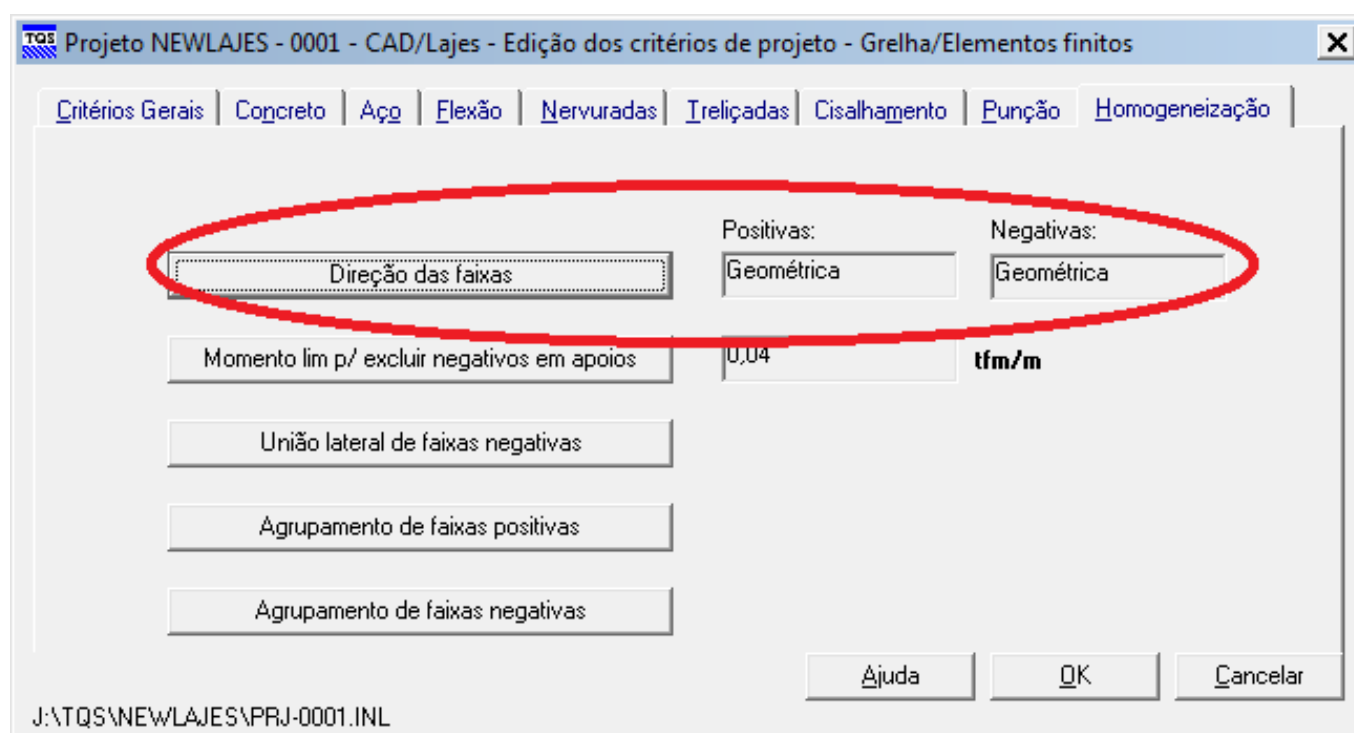 TQS Projeto NEWLAJES - 0001 - CAD/Lajes - Edição dos critérios de projeto - Grelha/Elementos finitos
Critérios Gerais Concreto Aço Flexão Nervuradas Treliçadas Cisalhamento Punção Homogeneização
Positivas: Negativas:
Direção das faixas Geométrica Geométrica
Momento lim p/ excluir negativos em apoios 0,04 tfm/m
União lateral de faixas negativas
Agrupamento de faixas positivas
Agrupamento de faixas negativas
Ajuda OK Cancelar
J:\TQS\NEWLAJES\PRJ-0001.INL